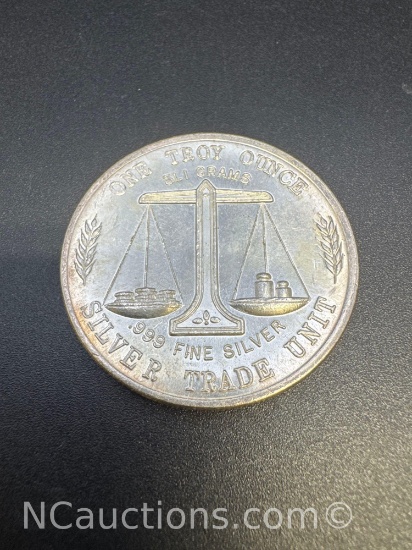 ONE TROY OUNCE
31.1 GRAMS
.999 FINE SILVER
SILVER TRADE UNIT
NCauctions.com©